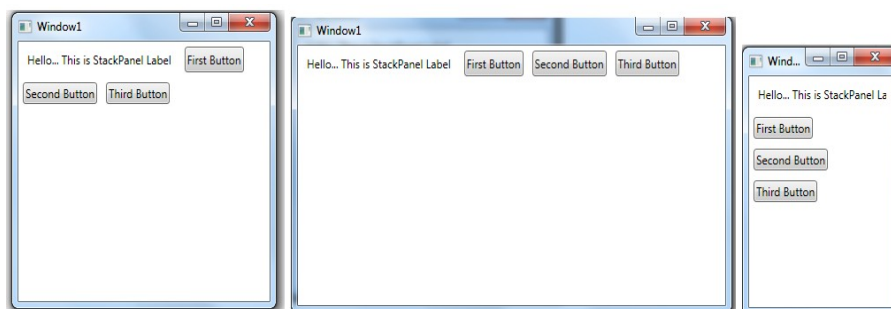 Window1
Hello... This is StackPanel Label First Button
Second Button Third Button
Window1
Hello... This is StackPanel Label First Button Second Button Third Button
Wind...
Hello... This is StackPanel La
First Button
Second Button
Third Button